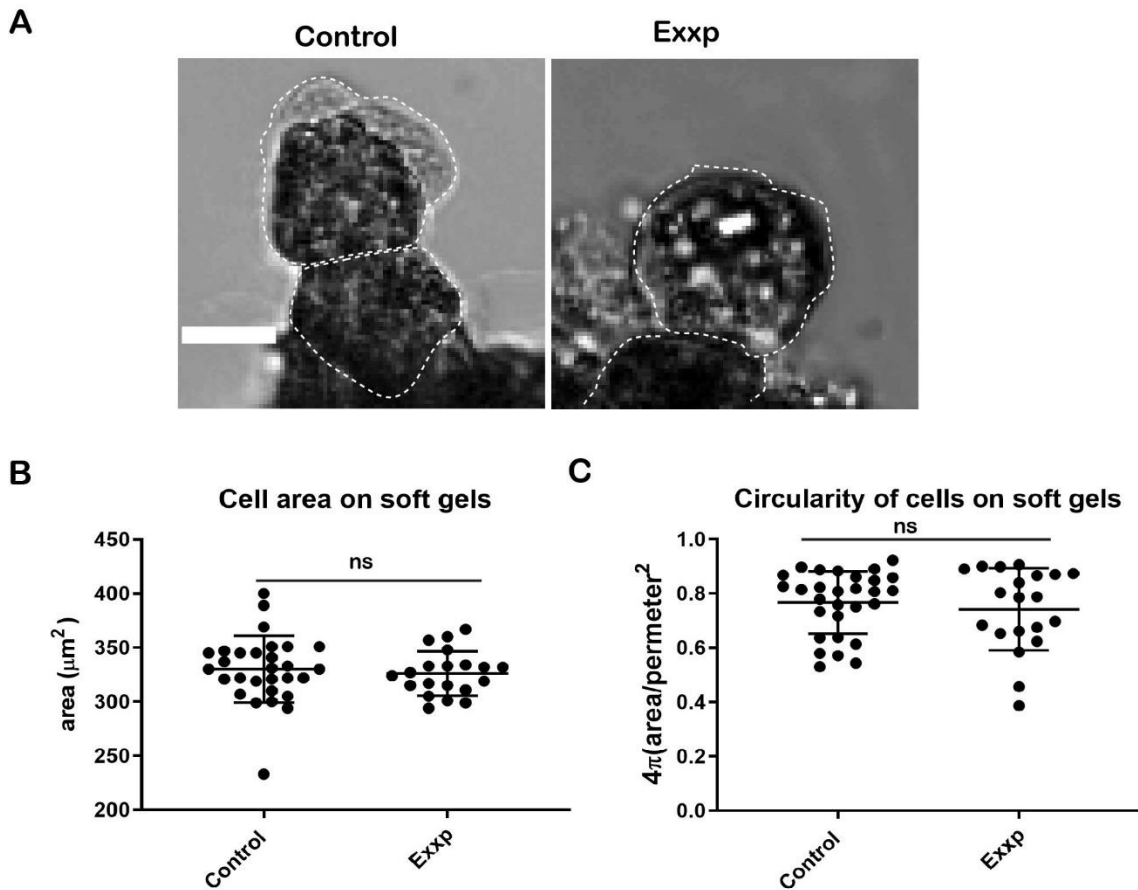 A
Control Exxp
B
Cell area on soft gels
ns
area (μm²)
450
400
350
300
250
200
Control Exxp
C
Circularity of cells on soft gels
ns
4π(area/permeter²
1.0
0.8
0.6
0.4
0.2
0.0
Control Exxp